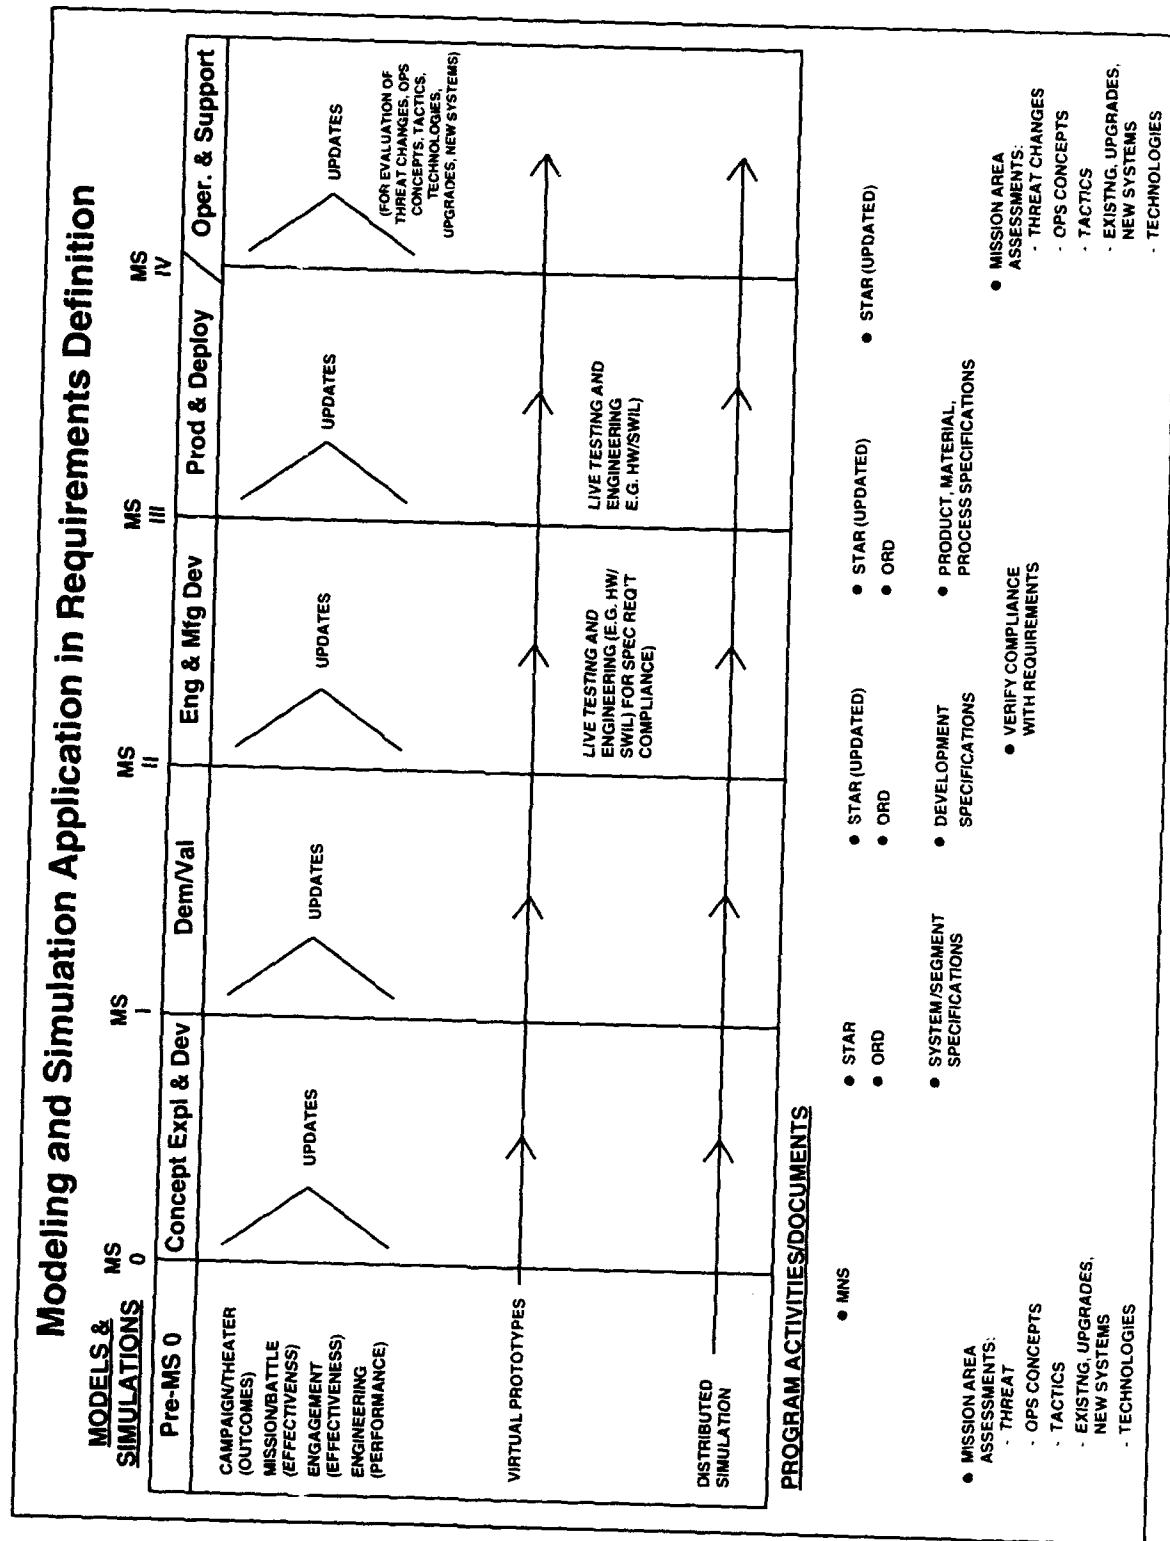 Modeling and Simulation Application in Requirements Definition
MODELS &
SIMULATIONS
MS
0
MS
I
MS
II
MS
III
MS
IV
Pre-MS 0
Concept Expl & Dev
Dem/Val
Eng & Mfg Dev
Prod & Deploy
Oper. & Support
CAMPAIGN/THEATER
(OUTCOMES)
MISSION/BATTLE
(EFFECTIVENSS)
ENGAGEMENT
(EFFECTIVENESS)
ENGINEERING
(PERFORMANCE)
UPDATES
UPDATES
UPDATES
UPDATES
UPDATES
(FOR EVALUATION OF
THREAT CHANGES, OPS
CONCEPTS, TACTICS,
TECHNOLOGIES,
UPGRADES, NEW SYSTEMS)
VIRTUAL PROTOTYPES
LIVE TESTING AND
ENGINEERING (E.G. HW/
SWIL) FOR SPEC REQ'T
COMPLIANCE)
LIVE TESTING AND
ENGINEERING
E.G. HW/SWIL)
DISTRIBUTED
SIMULATION
PROGRAM ACTIVITIES/DOCUMENTS
● MNS
● STAR
● ORD
● STAR (UPDATED)
● ORD
● STAR (UPDATED)
● ORD
● STAR (UPDATED)
● SYSTEM/SEGMENT
SPECIFICATIONS
● DEVELOPMENT
SPECIFICATIONS
● PRODUCT, MATERIAL,
PROCESS SPECIFICATIONS
● VERIFY COMPLIANCE
WITH REQUIREMENTS
● MISSION AREA
ASSESSMENTS:
- THREAT
- OPS CONCEPTS
- TACTICS
- EXISTNG, UPGRADES,
NEW SYSTEMS
- TECHNOLOGIES
● MISSION AREA
ASSESSMENTS:
- THREAT CHANGES
- OPS CONCEPTS
- TACTICS
- EXISTNG, UPGRADES,
NEW SYSTEMS
- TECHNOLOGIES